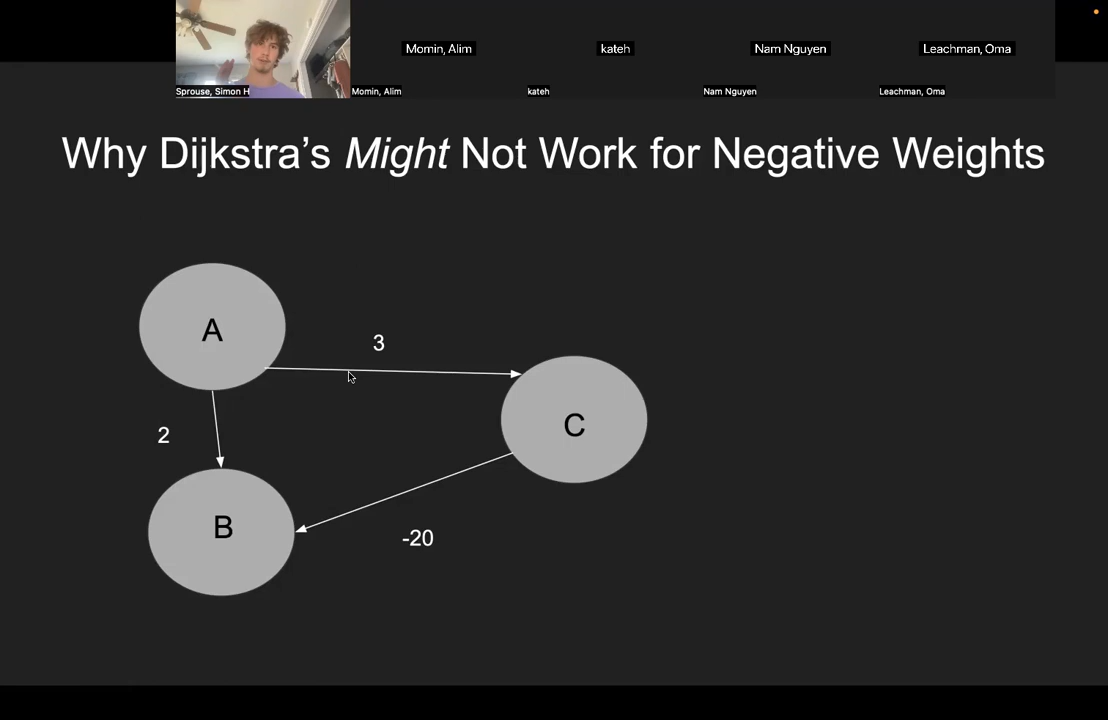 Momin, Alim
kateh
Nam Nguyen
Leachman, Oma
Sprouse, Simon H
Momin, Alim
kateh
Nam Nguyen
Leachman, Oma
Why Dijkstra's Might Not Work for Negative Weights
A
3
C
2
B
-20